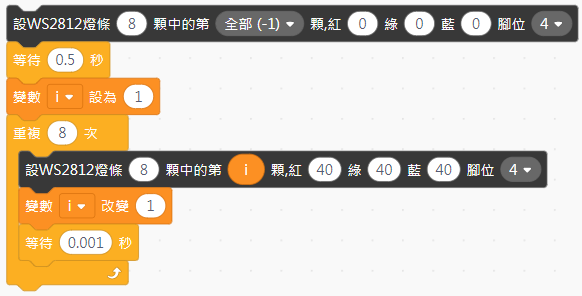 設WS2812燈條 8 顆中的第 全部 (-1) 顆,紅 0 綠 0 藍 0 腳位 4
等待 0.5 秒
變數 i 設為 1
重複 8 次
設WS2812燈條 8 顆中的第 i 顆,紅 40 綠 40 藍 40 腳位 4
變數 i 改變 1
等待 0.001 秒